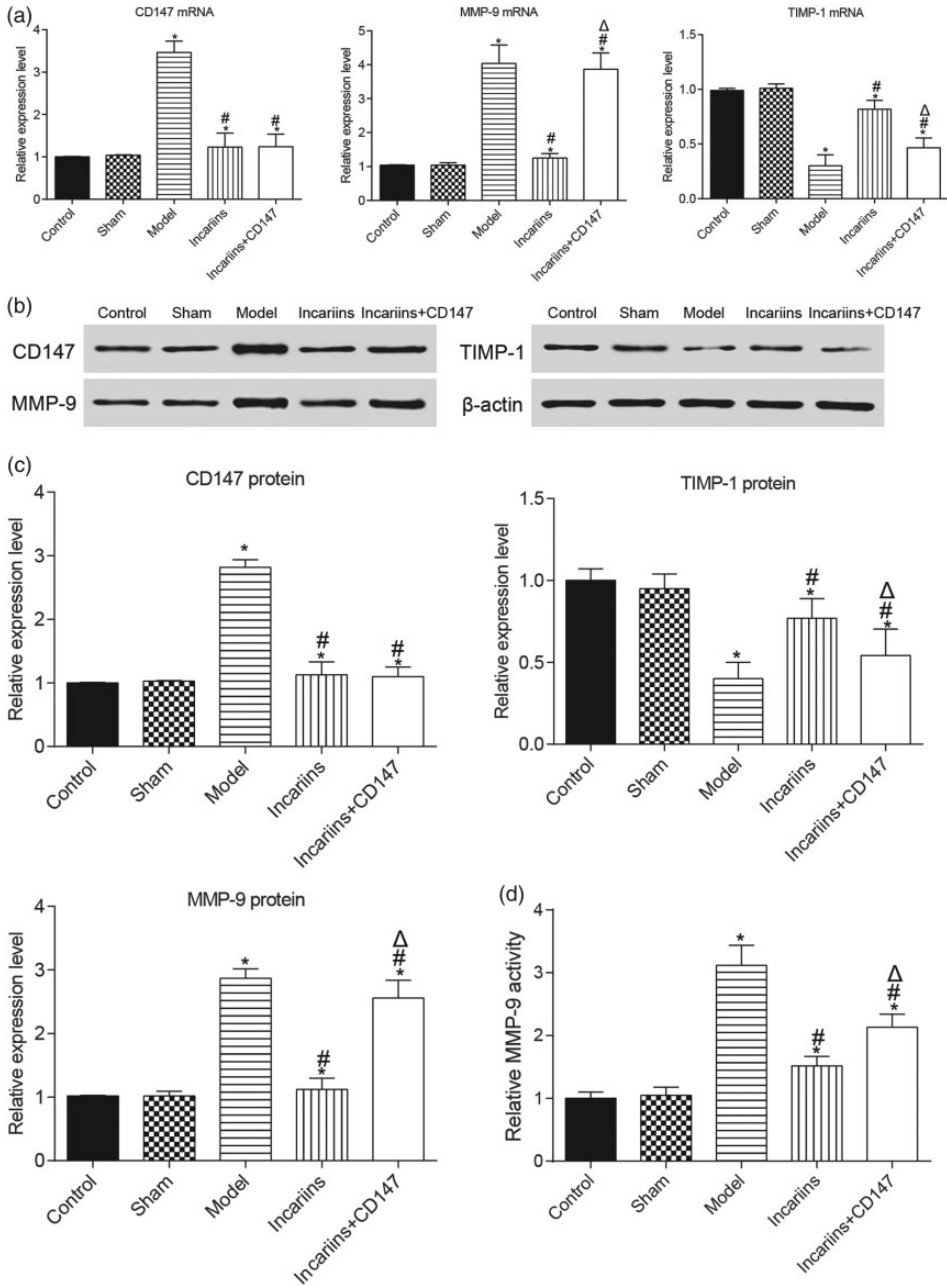 (a)
CD147 mRNA
Relative expression level
4
3
2
1
0
*
#
*
#
*
Control
Sham
Model
Incariins
Incariins+CD147
MMP-9 mRNA
Relative expression level
5
4
3
2
1
0
*
#
*
Δ
#
*
Control
Sham
Model
Incariins
Incariins+CD147
TIMP-1 mRNA
Relative expression level
1.5
1.0
0.5
0.0
*
#
*
Δ
#
*
Control
Sham
Model
Incariins
Incariins+CD147
(b)
Control Sham Model Incariins Incariins+CD147
CD147
MMP-9
Control Sham Model Incariins Incariins+CD147
TIMP-1
β-actin
(c)
CD147 protein
Relative expression level
4
3
2
1
0
*
#
*
#
*
Control
Sham
Model
Incariins
Incariins+CD147
TIMP-1 protein
Relative expression level
1.5
1.0
0.5
0.0
*
#
*
Δ
#
*
Control
Sham
Model
Incariins
Incariins+CD147
MMP-9 protein
Relative expression level
4
3
2
1
0
*
#
*
Δ
#
*
Control
Sham
Model
Incariins
Incariins+CD147
(d)
Relative MMP-9 activity
4
3
2
1
0
*
#
*
Δ
#
*
Control
Sham
Model
Incariins
Incariins+CD147